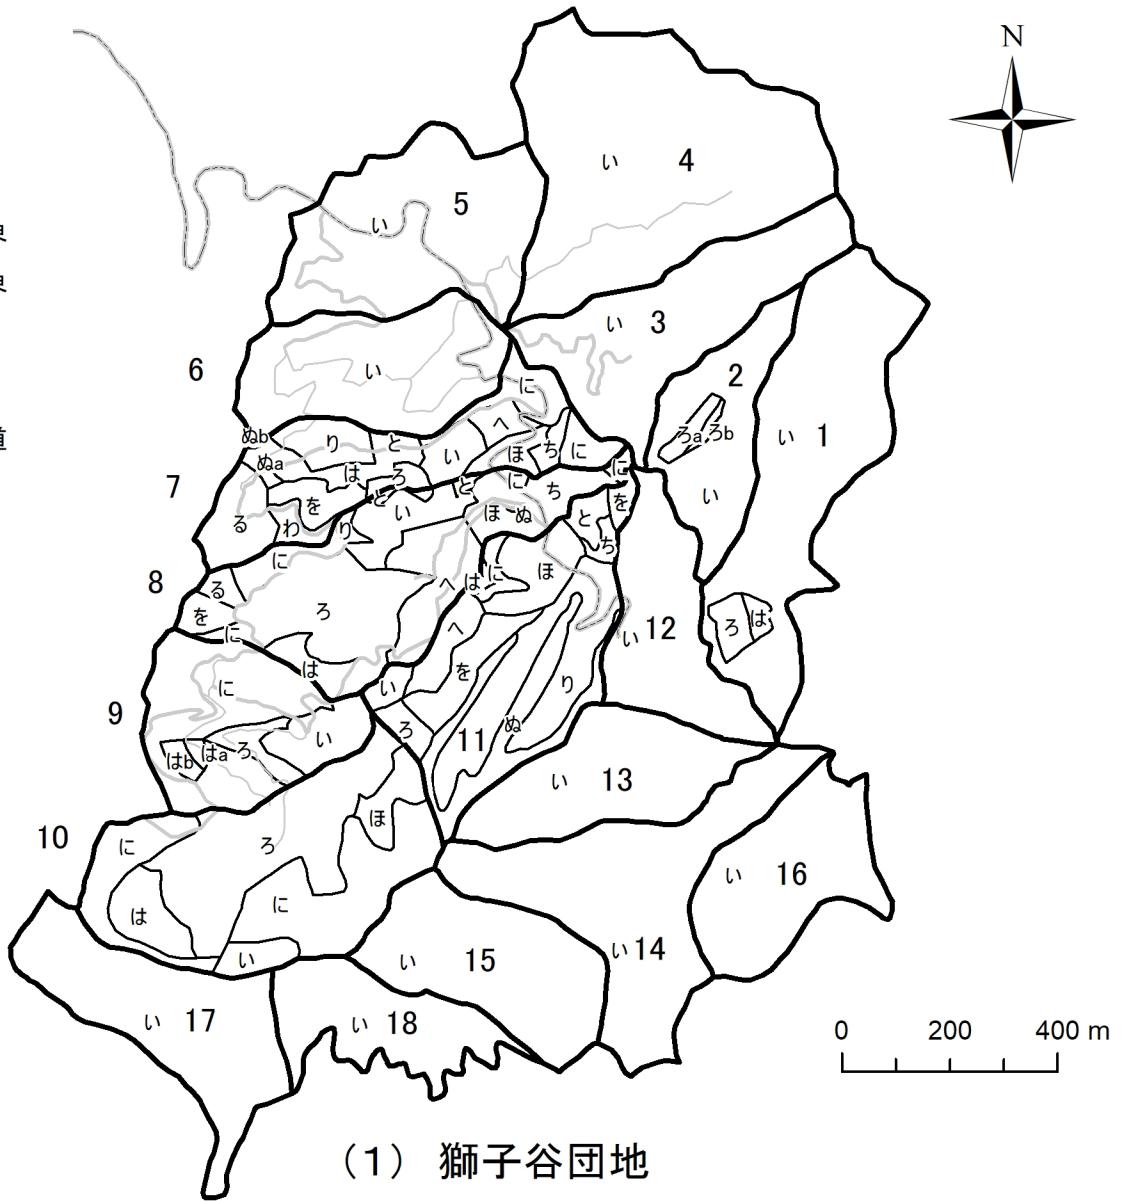 N
い 4
5
い
界
界
い 3
6
い
に
2
ろa ろb
い 1
道
ぬb り と へ
い ほ ち に
ぬa は ろ に
7
と と に ち
を い
る わ り ほ ぬ と を
い
ち
に
8 る へ は に ほ
を ろ
ろ は
に へ い 12
は を
に い り
9 ろ ぬ
い 11
はb はa ろ
い 13
10 ほ
に ろ
い 16
は に
い 14
い い 15
い 17 い 18
0 200 400 m
(1) 獅子谷団地